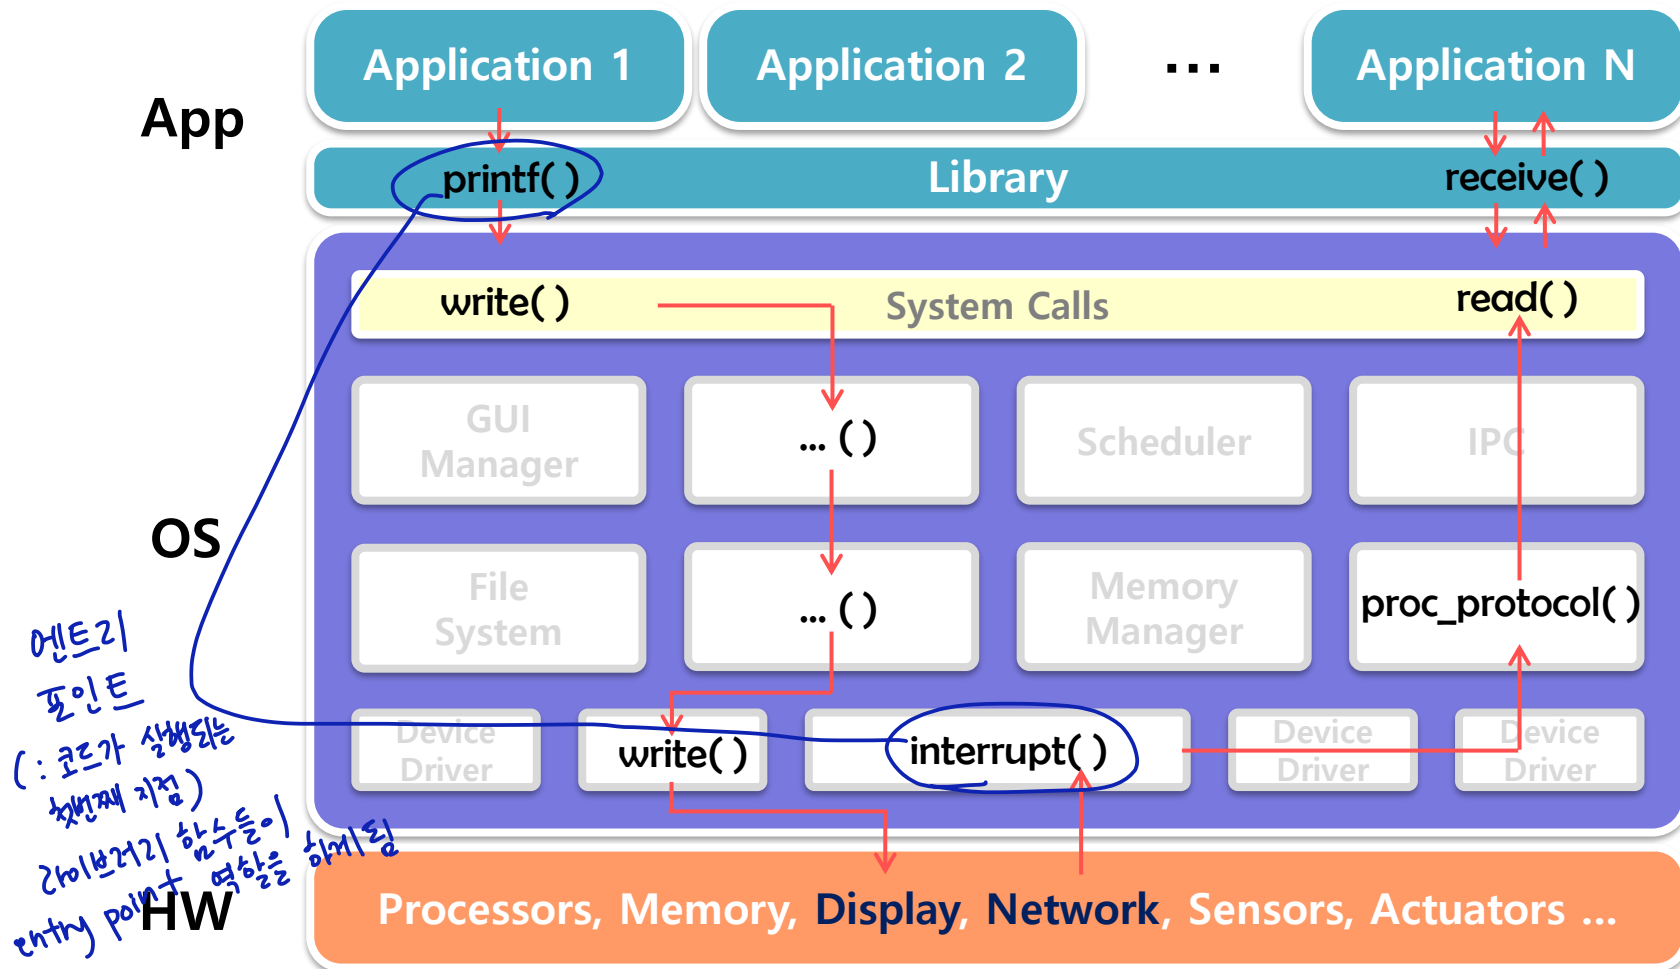 Application 1
Application 2
...
Application N
App
printf( )
Library
receive( )
write( )
System Calls
read( )
GUI
Manager
... ( )
Scheduler
IPC
OS
File
System
... ( )
Memory
Manager
proc_protocol( )
엔트리
포인트
(: 코드가 실행되는
첫번째 지점)
라이브러리 함수들이
entry point 역할을 하게 됨
Device
Driver
write( )
interrupt( )
Device
Driver
Device
Driver
HW
Processors, Memory, Display, Network, Sensors, Actuators ...